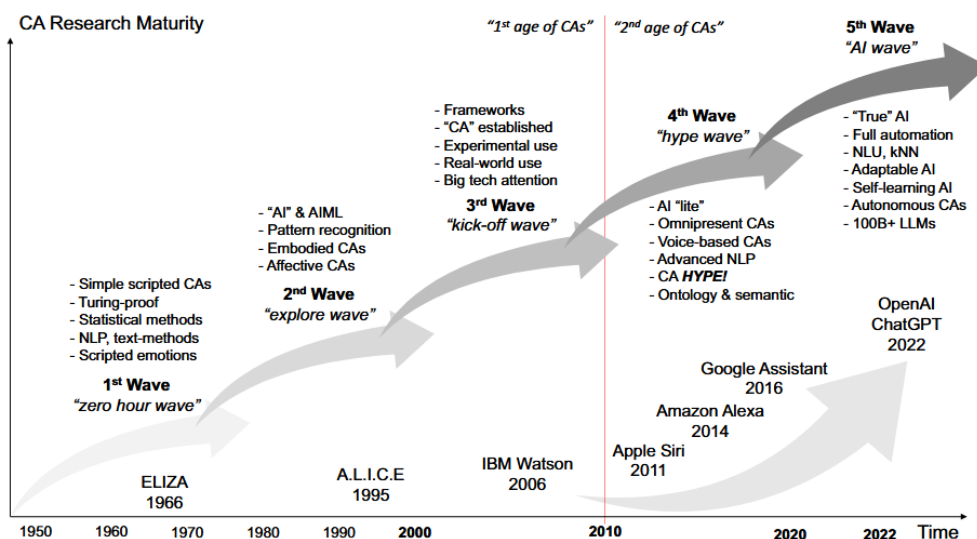 CA Research Maturity
“1st age of CAs”
“2nd age of CAs”
5th Wave
“AI wave”
- “True” AI
- Full automation
- NLU, kNN
- Adaptable AI
- Self-learning AI
- Autonomous CAs
- 100B+ LLMs
4th Wave
“hype wave”
- AI “lite”
- Omnipresent CAs
- Voice-based CAs
- Advanced NLP
- CA HYPE!
- Ontology & semantic
- Frameworks
- “CA” established
- Experimental use
- Real-world use
- Big tech attention
3rd Wave
“kick-off wave”
- “AI” & AIML
- Pattern recognition
- Embodied CAs
- Affective CAs
2nd Wave
“explore wave”
- Simple scripted CAs
- Turing-proof
- Statistical methods
- NLP, text-methods
- Scripted emotions
1st Wave
“zero hour wave”
ELIZA
1966
A.L.I.C.E
1995
IBM Watson
2006
Apple Siri
2011
Amazon Alexa
2014
Google Assistant
2016
OpenAI
ChatGPT
2022
1950 1960 1970 1980 1990 2000 2010 2020 2022 Time